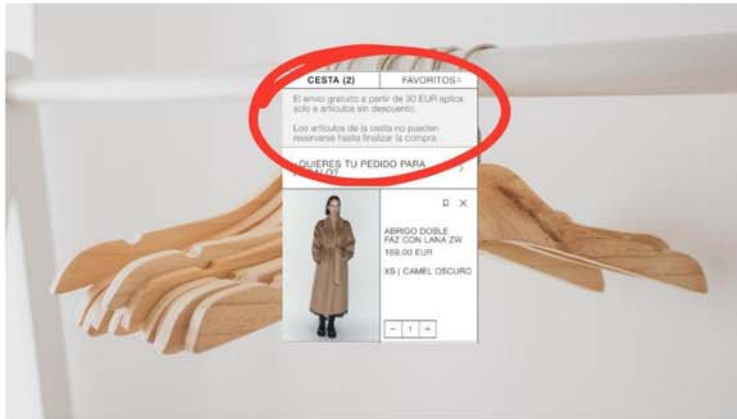 CESTA (2)
FAVORITOS
El envío gratuito a partir de 30 EUR aplica
solo a artículos sin descuento.
Los artículos de la cesta no pueden
reservarse hasta finalizar la compra.
¿QUIERES TU PEDIDO PARA
ABRIGO DOBLE
FAZ CON LANA ZW
169.00 EUR
XS | CAMEL OSCURO
- 1 +